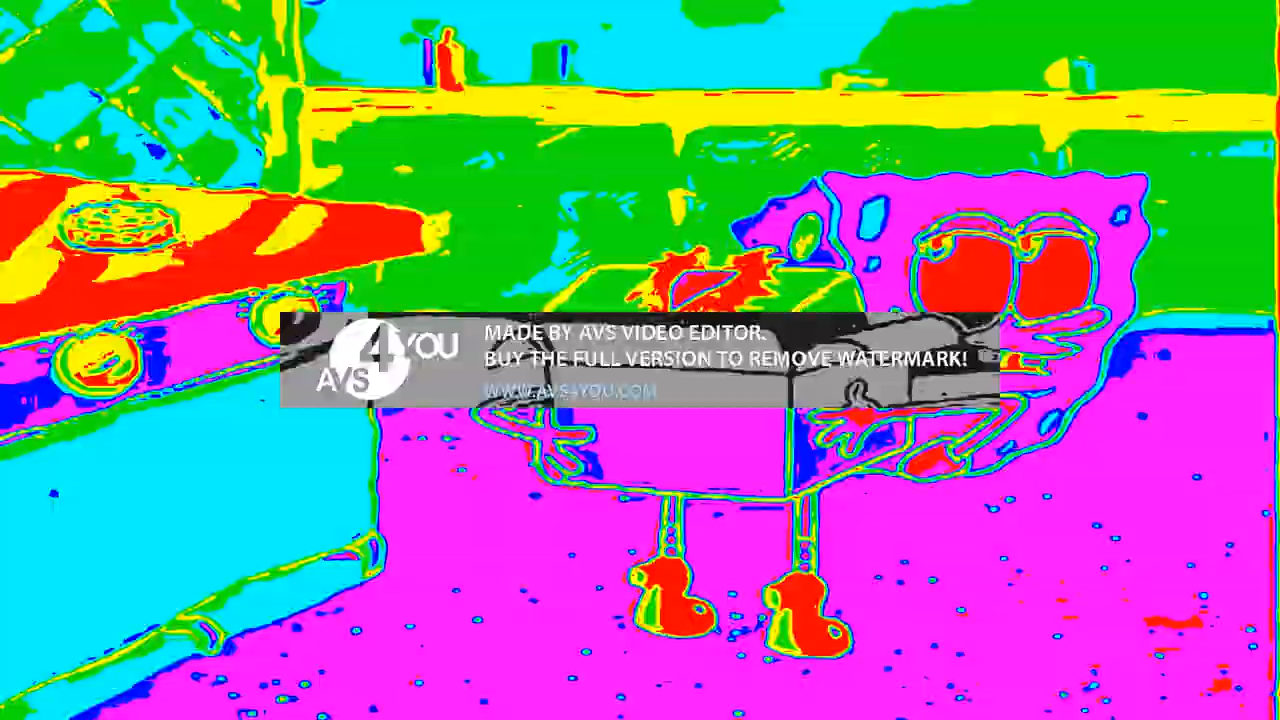 4
YOU
AVS
MADE BY AVS VIDEO EDITOR.
BUY THE FULL VERSION TO REMOVE WATERMARK!
WWW.AVS4YOU.COM